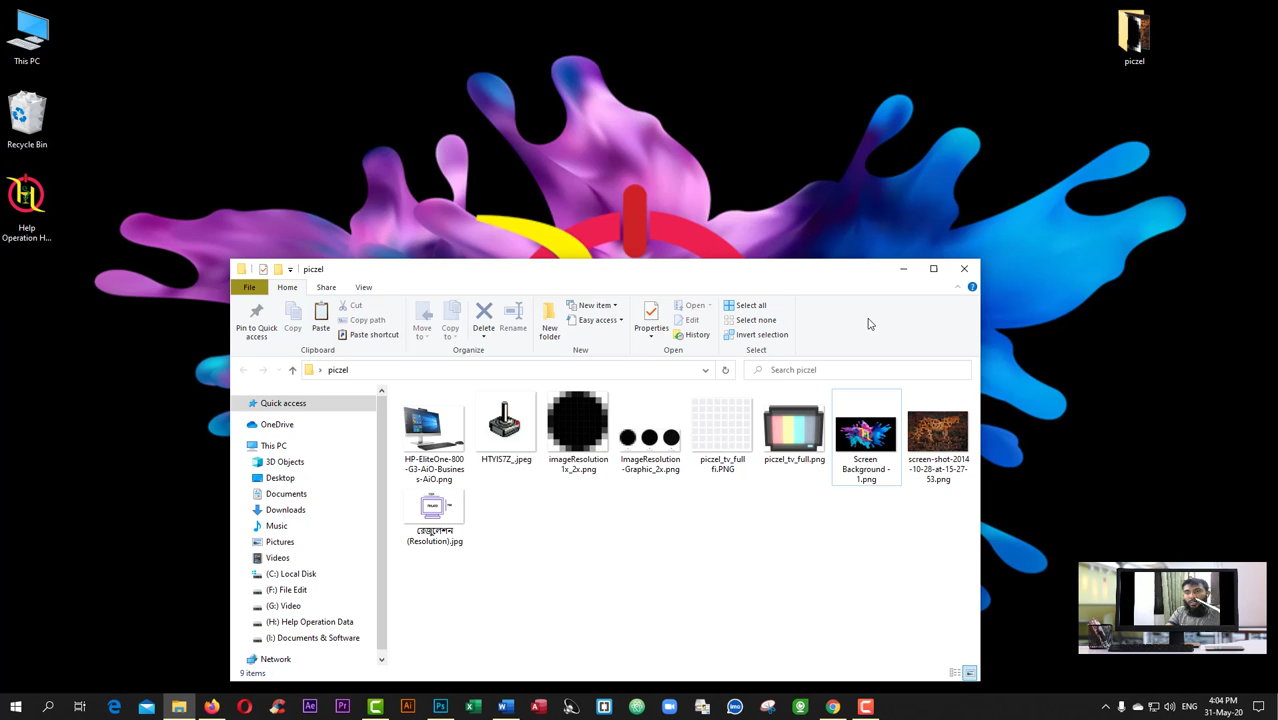 This PC
piczel
Recycle Bin
Help
Operation H...
piczel
File
Home
Share
View
Pin to Quick
access
Copy
Paste
Cut
Copy path
Paste shortcut
Clipboard
Move
to
Copy
to
Delete
Rename
Organize
New
folder
New item
Easy access
New
Properties
Open
Edit
History
Open
Select all
Select none
Invert selection
Select
piczel
Search piczel
Quick access
OneDrive
This PC
3D Objects
Desktop
Documents
Downloads
Music
Pictures
Videos
(C:) Local Disk
(F:) File Edit
(G:) Video
(H:) Help Operation Data
(I:) Documents & Software
Network
HP-EliteOne-800
-G3-AiO-Busines
s-AiO.png
HTYIS7Z_.jpeg
imageResolution
1x_2x.png
ImageResolution
-Graphic_2x.png
piczel_tv_full
fi.PNG
piczel_tv_full.png
Screen
Background -
1.png
screen-shot-2014
-10-28-at-15-27-
53.png
রেজুলেশন
(Resolution).jpg
9 items
Ae
Pr
Ai
Ps
imo
ENG
4:04 PM
31-May-20